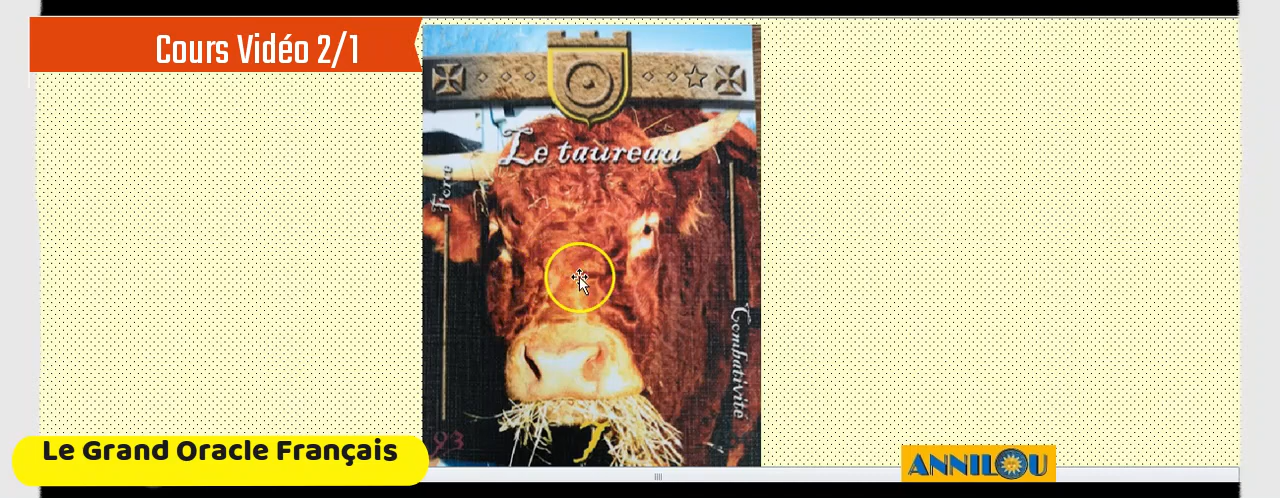 Cours Vidéo 2/1
Le taureau
Force
Combativité
93
Le Grand Oracle Français
ANNILOU